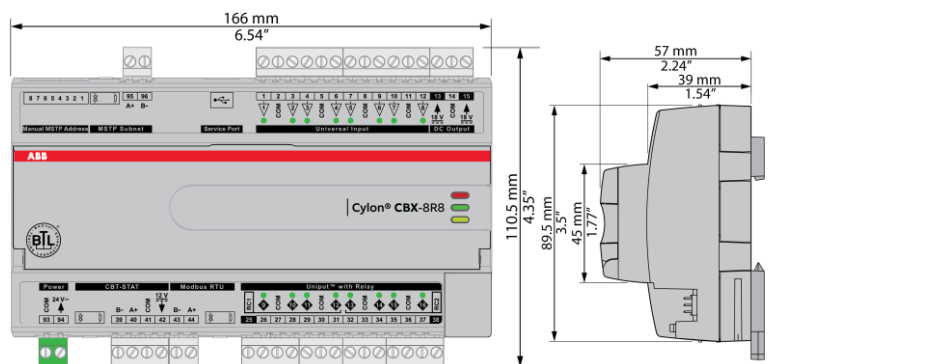 166 mm
6.54"
57 mm
2.24"
39 mm
1.54"
8 7 6 5 4 3 2 1
95 96
A+ B-
1 2 3 4 5 6 7 8 9 10 11 12 13 14 15
COM COM COM COM COM
18 V 18 V
Manual MSTP Address MSTP Subnet Service Port Universal Input DC Output
ABB
Cylon® CBX-8R8
BTL
110.5 mm
4.35"
89.5 mm
3.5"
45 mm
1.77"
Power CBT-STAT Modbus RTU Uniput™ with Relay
COM 24 V COM 12 V RC1 COM COM COM COM RC2
B- A+ B- A+
93 94 39 40 41 42 43 44 25 26 27 28 29 30 31 32 33 34 35 36 37 38